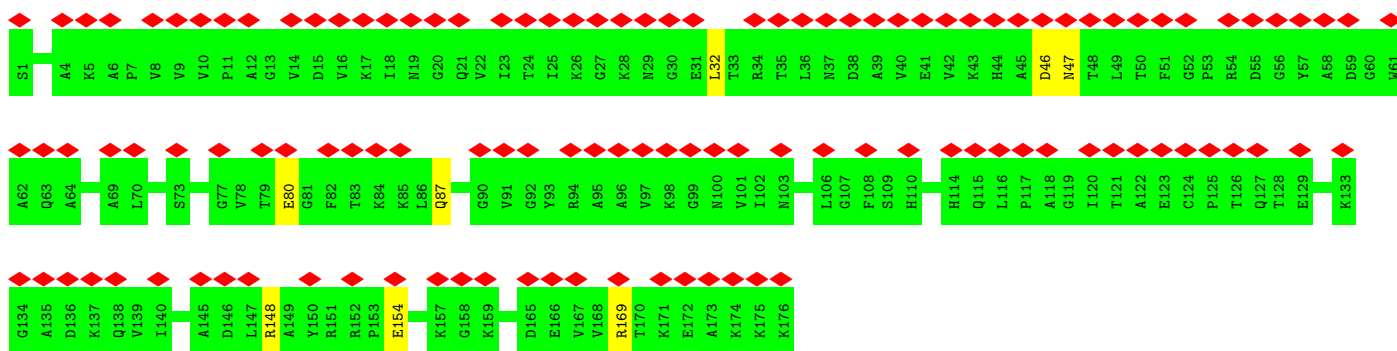 S1 A4 K5 A6 P7 V8 V9 V10 P11 A12 G13 V14 D15 V16 K17 I18 N19 G20 Q21 V22 I23 T24 I25 K26 G27 K28 N29 G30 E31 L32 T33 R34 T35 L36 N37 D38 A39 V40 E41 V42 K43 H44 A45 D46 N47 T48 L49 T50 F51 G52 P53 R54 D55 G56 Y57 A58 D59 G60 W61
A62 Q63 A64 A69 L70 S73 G77 V78 T79 E80 G81 F82 T83 K84 K85 L86 Q87 G90 V91 G92 Y93 R94 A95 A96 V97 K98 G99 N100 V101 I102 N103 L106 G107 F108 S109 H110 H114 Q115 L116 P117 A118 G119 I120 T121 A122 E123 C124 P125 T126 Q127 T128 E129 K133
G134 A135 D136 K137 Q138 V139 I140 A145 D146 L147 R148 A149 Y150 R151 R152 P153 E154 K157 G158 K159 D165 E166 V167 V168 R169 T170 K171 E172 A173 K174 K175 K176